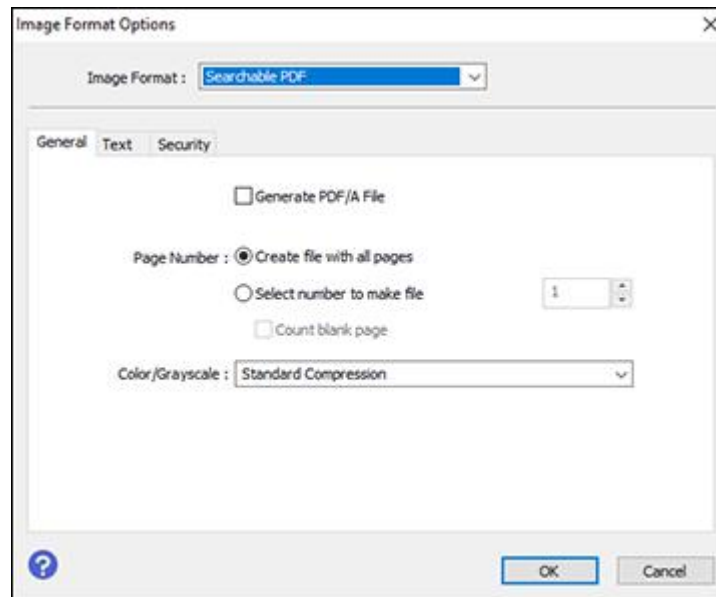 Image Format Options
Image Format : Searchable PDF
General Text Security
Generate PDF/A File
Page Number : Create file with all pages
Select number to make file 1
Count blank page
Color/Grayscale : Standard Compression
? OK Cancel